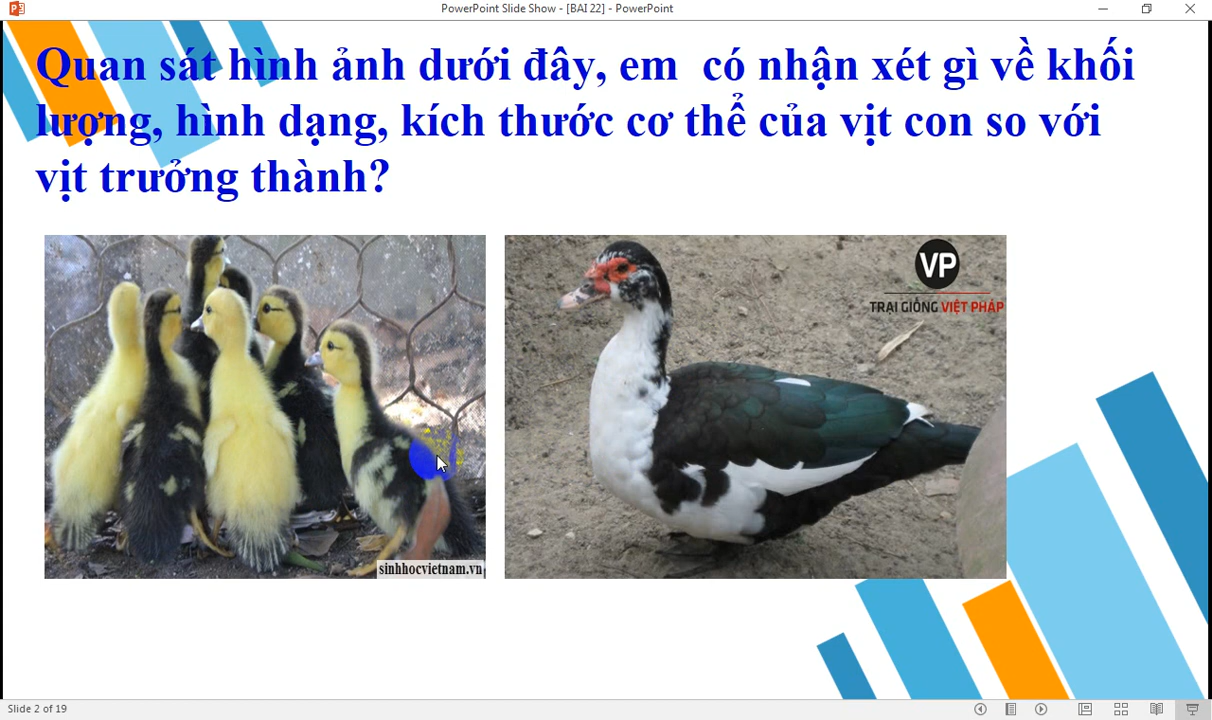 PowerPoint Slide Show - [BAI 22] - PowerPoint
Quan sát hình ảnh dưới đây, em  có nhận xét gì về khối
lượng, hình dạng, kích thước cơ thể của vịt con so với
vịt trưởng thành?
VP
TRẠI GIỐNG VIỆT PHÁP
sinhhocvietnam.vn
Slide 2 of 19